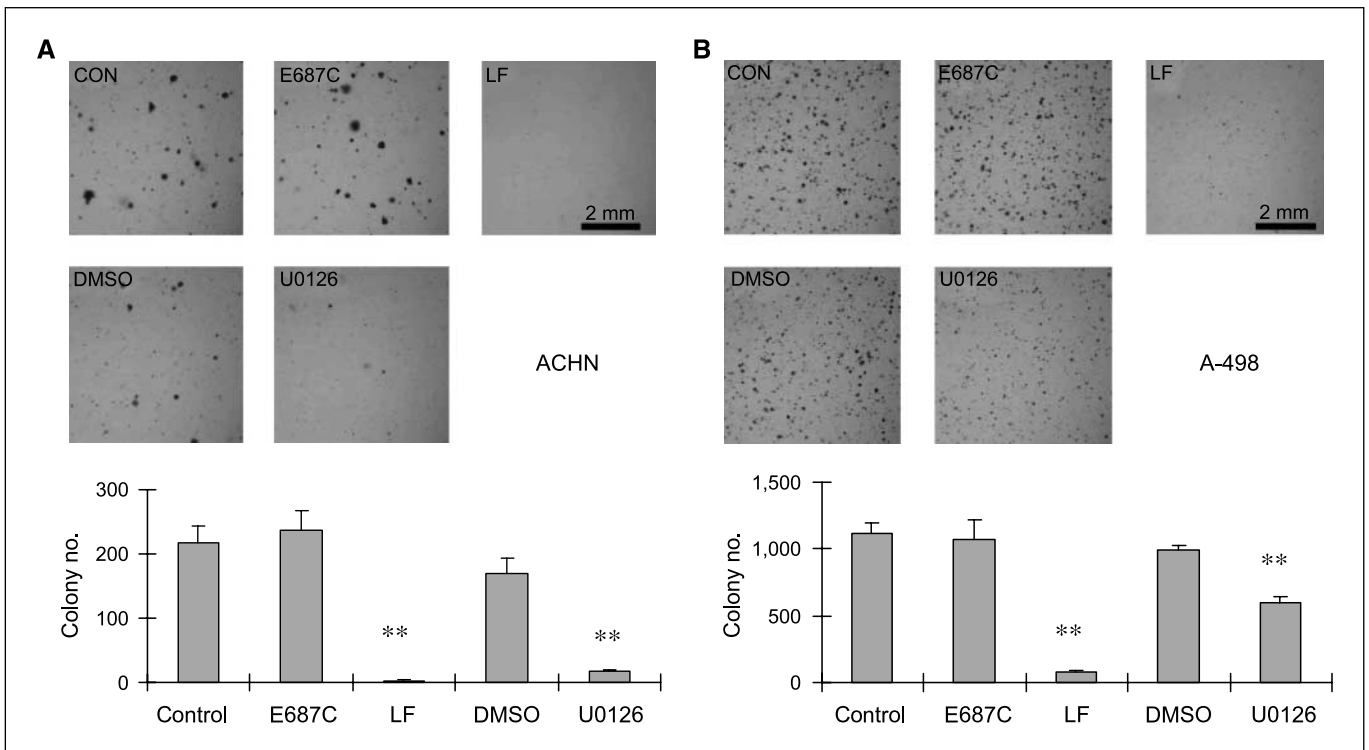 A
CON
E687C
LF
2 mm
DMSO
U0126
ACHN
300
200
100
0
Colony no.
**
**
Control
E687C
LF
DMSO
U0126
B
CON
E687C
LF
2 mm
DMSO
U0126
A-498
1,500
1,000
500
0
Colony no.
**
**
Control
E687C
LF
DMSO
U0126